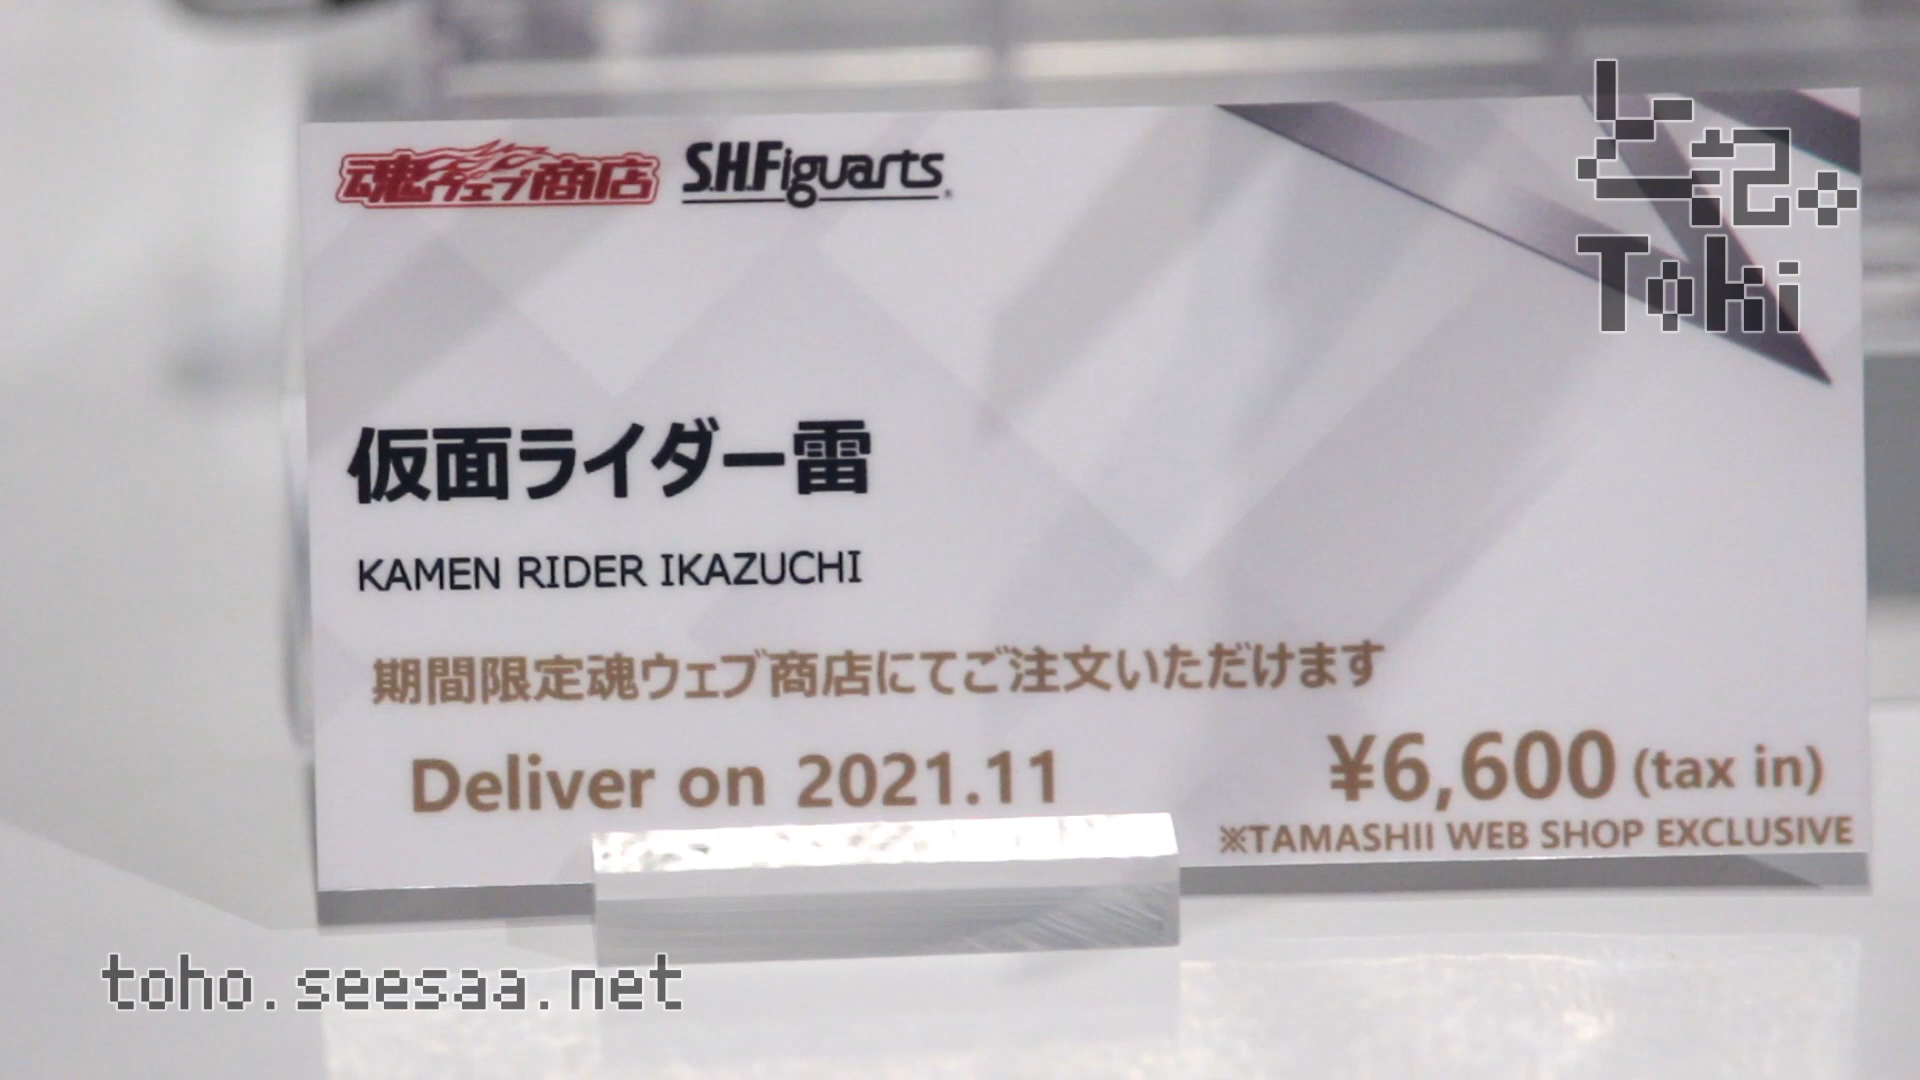 魂ウェブ商店 S.H.Figuarts
と記。
Toki
仮面ライダー雷
KAMEN RIDER IKAZUCHI
期間限定魂ウェブ商店にてご注文いただけます
Deliver on 2021.11
¥6,600 (tax in)
※TAMASHII WEB SHOP EXCLUSIVE
toho.seesaa.net